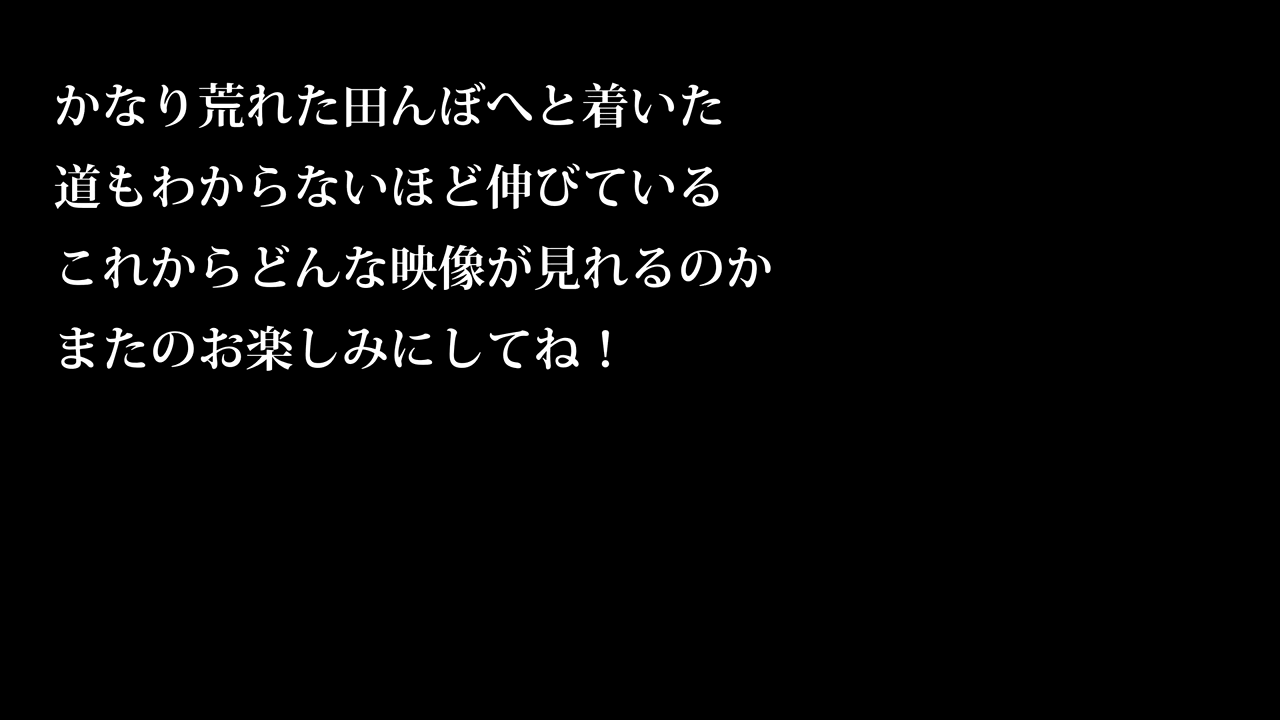 かなり荒れた田んぼへと着いた
道もわからないほど伸びている
これからどんな映像が見れるのか
またのお楽しみにしてね！